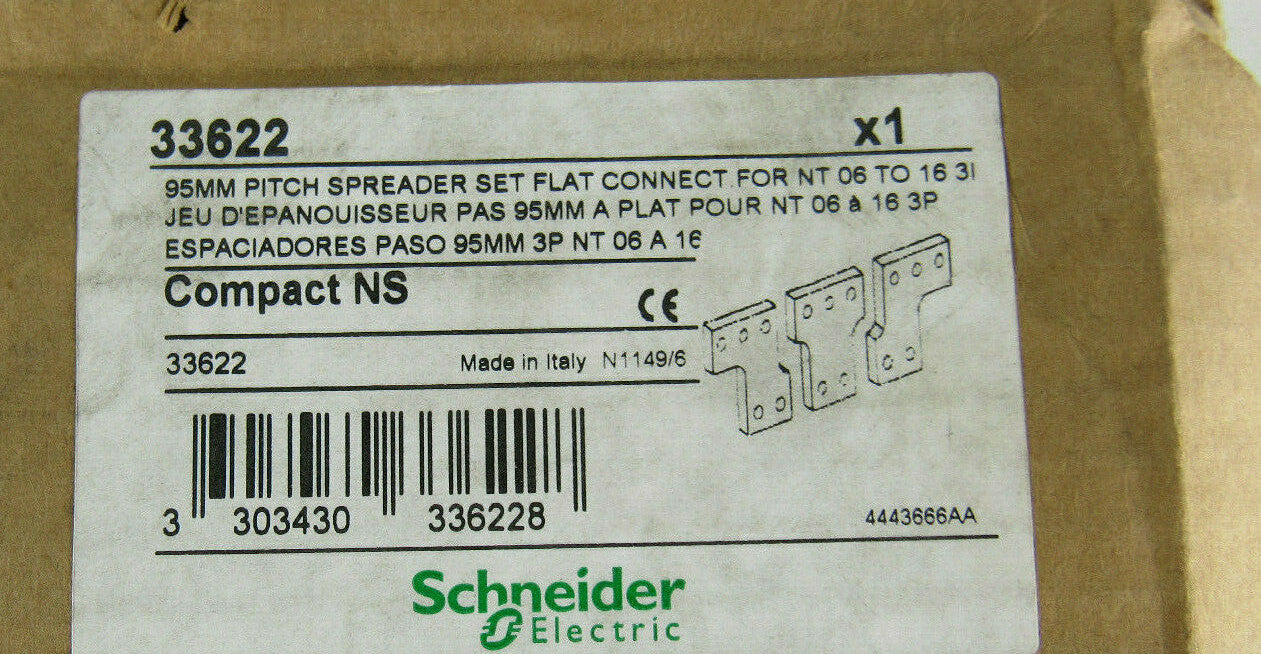 33622 x1
95MM PITCH SPREADER SET FLAT CONNECT.FOR NT 06 TO 16 3
JEU D'EPANOUISSEUR PAS 95MM A PLAT POUR NT 06 à 16 3P
ESPACIADORES PASO 95MM 3P NT 06 A 16
Compact NS CE
33622 Made in Italy N1149/6
3 303430 336228
4443666AA
Schneider
Electric